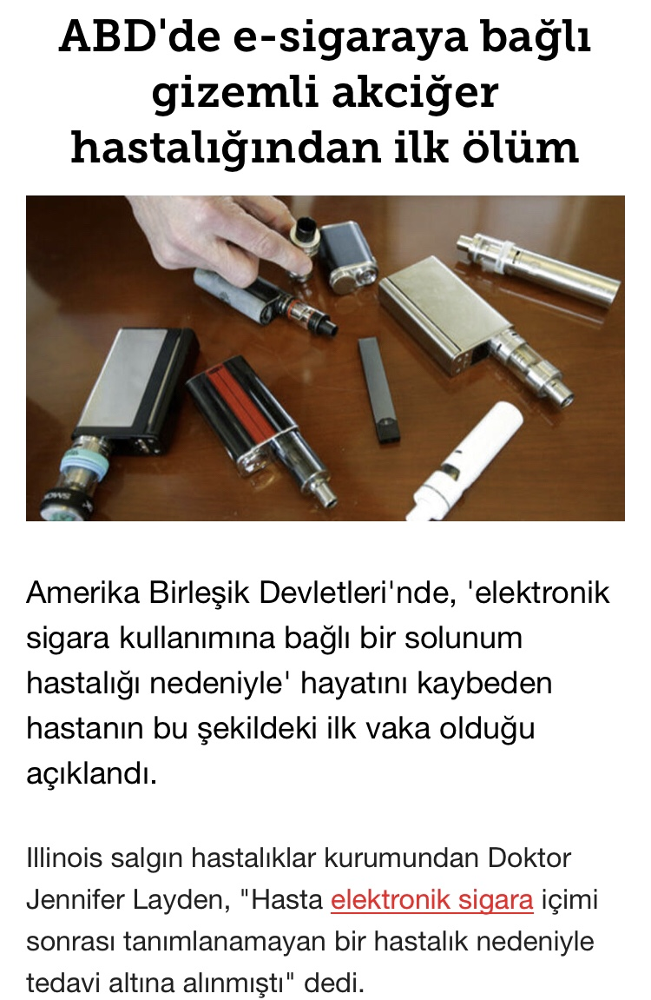 ABD'de e-sigaraya bağlı
gizemli akciğer
hastalığından ilk ölüm
Amerika Birleşik Devletleri'nde, 'elektronik
sigara kullanımına bağlı bir solunum
hastalığı nedeniyle' hayatını kaybeden
hastanın bu şekildeki ilk vaka olduğu
açıklandı.
Illinois salgın hastalıklar kurumundan Doktor
Jennifer Layden, "Hasta elektronik sigara içimi
sonrası tanımlanamayan bir hastalık nedeniyle
tedavi altına alınmıştı" dedi.